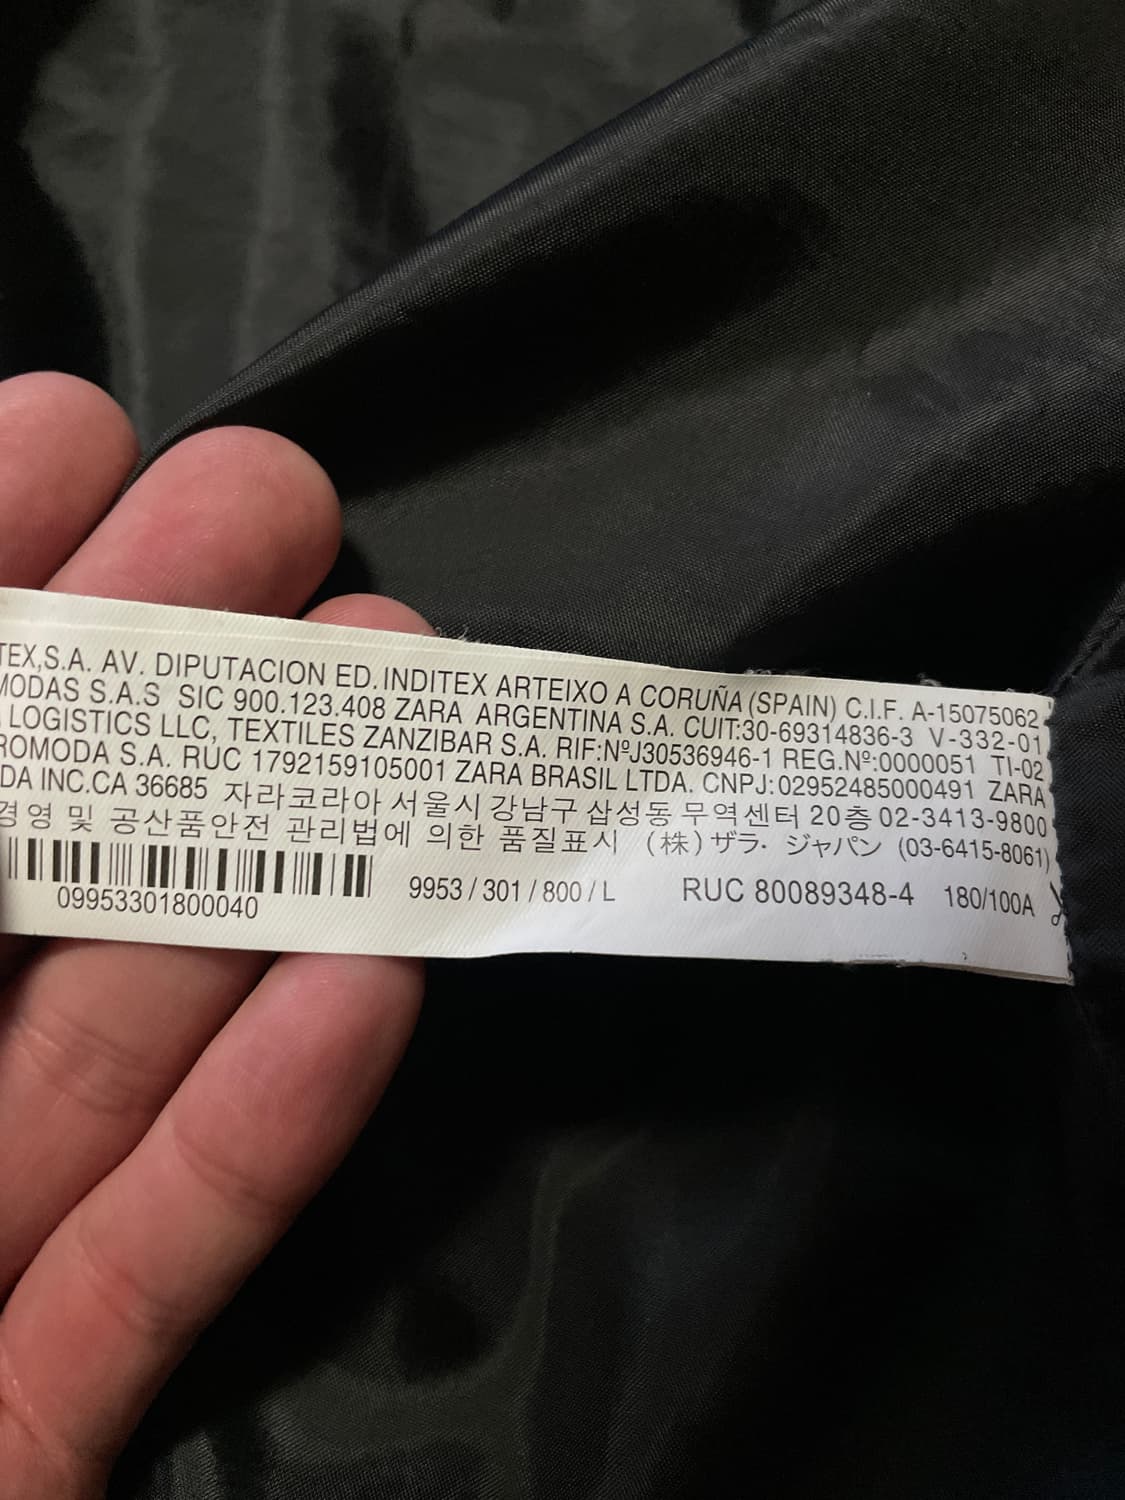 TEX,S.A. AV. DIPUTACION ED.INDITEX ARTEIXO A CORUÑA (SPAIN) C.I.F. A-15075062
MODAS S.A.S SIC 900.123.408 ZARA ARGENTINA S.A. CUIT:30-69314836-3 V-332-01
LOGISTICS LLC, TEXTILES ZANZIBAR S.A. RIF:NºJ30536946-1 REG.Nº:0000051 TI-02
ROMODA S.A. RUC 1792159105001 ZARA BRASIL LTDA. CNPJ:02952485000491 ZARA
DA INC.CA 36685 자라코리아 서울시 강남구 삼성동 무역센터 20층 02-3413-9800
경영 및 공산품안전 관리법에 의한 품질표시 (株)ザラ・ジャパン (03-6415-8061)
09953301800040 9953 / 301 / 800 / L RUC 80089348-4 180/100A